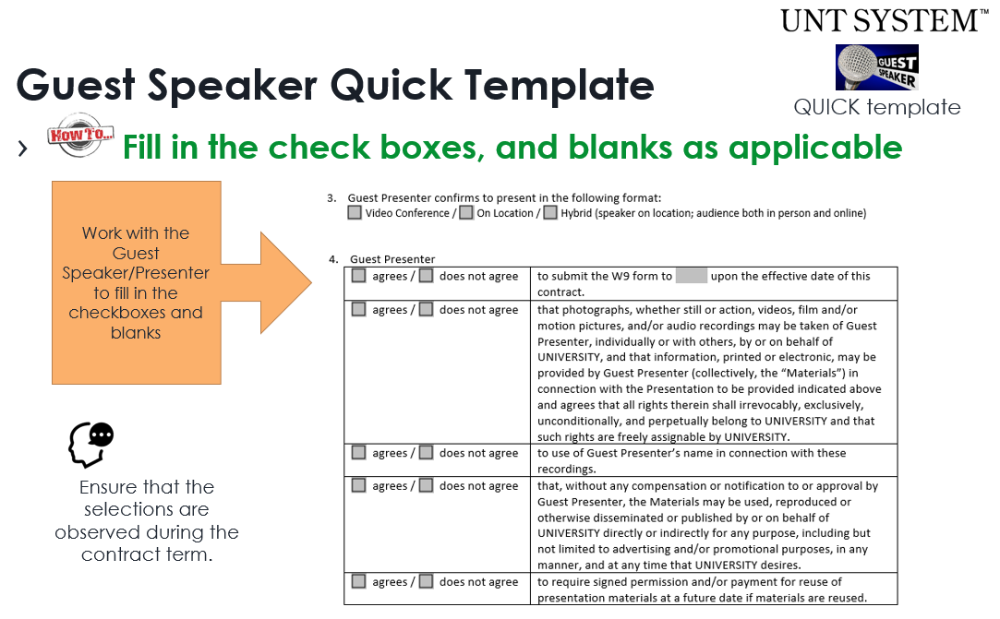 UNT SYSTEM™
GUEST
SPEAKER
QUICK template
Guest Speaker Quick Template
› HOW TO... Fill in the check boxes, and blanks as applicable
Work with the
Guest
Speaker/Presenter
to fill in the
checkboxes and
blanks
Ensure that the
selections are
observed during the
contract term.
3. Guest Presenter confirms to present in the following format:
Video Conference / On Location / Hybrid (speaker on location; audience both in person and online)
4. Guest Presenter
agrees / does not agree
to submit the W9 form to upon the effective date of this
contract.
agrees / does not agree
that photographs, whether still or action, videos, film and/or
motion pictures, and/or audio recordings may be taken of Guest
Presenter, individually or with others, by or on behalf of
UNIVERSITY, and that information, printed or electronic, may be
provided by Guest Presenter (collectively, the “Materials”) in
connection with the Presentation to be provided indicated above
and agrees that all rights therein shall irrevocably, exclusively,
unconditionally, and perpetually belong to UNIVERSITY and that
such rights are freely assignable by UNIVERSITY.
agrees / does not agree
to use of Guest Presenter’s name in connection with these
recordings.
agrees / does not agree
that, without any compensation or notification to or approval by
Guest Presenter, the Materials may be used, reproduced or
otherwise disseminated or published by or on behalf of
UNIVERSITY directly or indirectly for any purpose, including but
not limited to advertising and/or promotional purposes, in any
manner, and at any time that UNIVERSITY desires.
agrees / does not agree
to require signed permission and/or payment for reuse of
presentation materials at a future date if materials are reused.